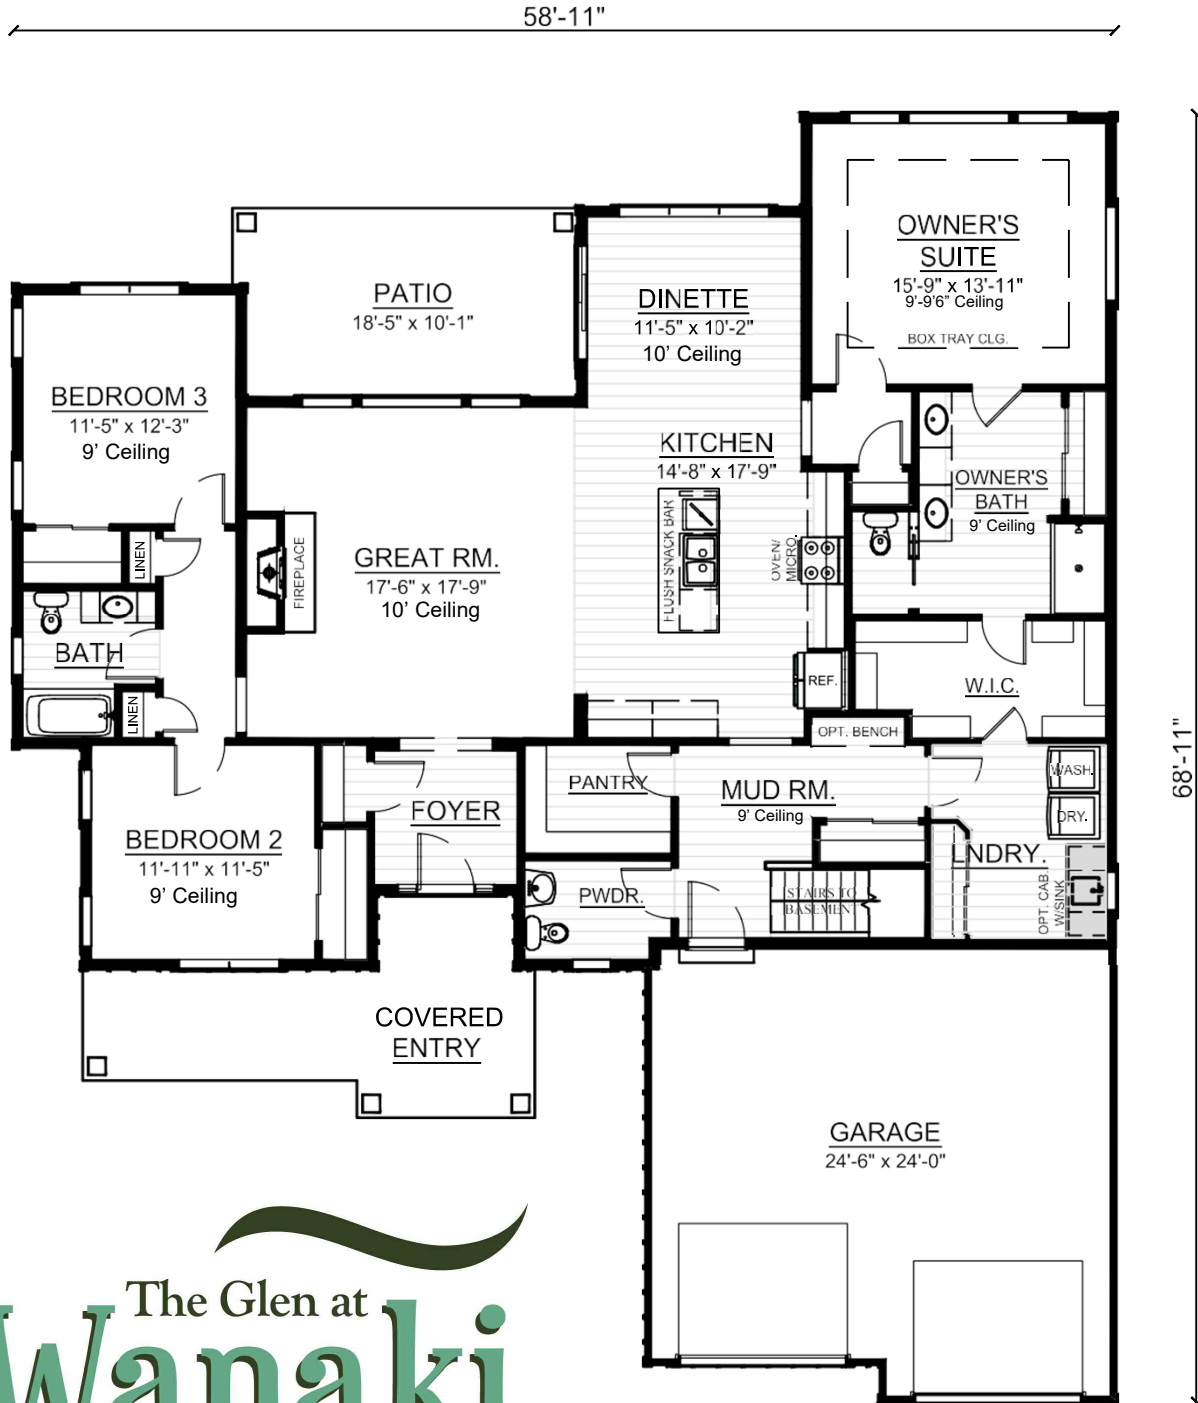 58'-11"
OWNER'S
SUITE
15'-9" x 13'-11"
9'-9'6" Ceiling
BOX TRAY CLG.
PATIO
18'-5" x 10'-1"
DINETTE
11'-5" x 10'-2"
10' Ceiling
BEDROOM 3
11'-5" x 12'-3"
9' Ceiling
KITCHEN
14'-8" x 17'-9"
OWNER'S
BATH
9' Ceiling
FLUSH SNACK BAR
OVEN/
MICRO.
LINEN
FIREPLACE
GREAT RM.
17'-6" x 17'-9"
10' Ceiling
BATH
REF.
W.I.C.
LINEN
OPT. BENCH
68'-11"
PANTRY
MUD RM.
9' Ceiling
WASH.
DRY.
FOYER
BEDROOM 2
11'-11" x 11'-5"
9' Ceiling
LNDRY.
PWDR.
STAIRS TO
BASEMENT
OPT. CAB.
W/SINK
COVERED
ENTRY
GARAGE
24'-6" x 24'-0"
The Glen at
Wanaki